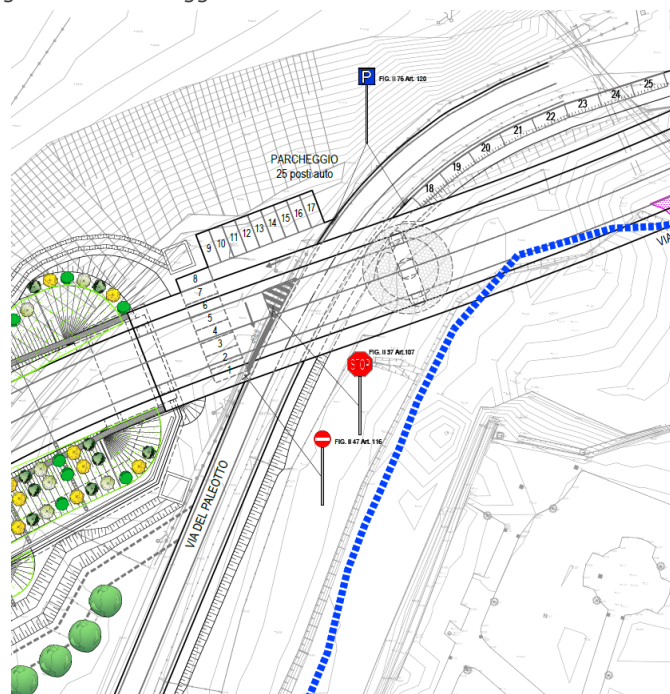 P
FIG. II 76 Art. 120
PARCHEGGIO
25 posti auto
25
24
23
22
21
20
19
18
17
16
15
14
13
12
11
10
9
8
7
6
5
4
3
2
1
VIA
FIG. II 37 Art.107
STOP
FIG. II 47 Art. 116
VIA DEL PALEOTTO